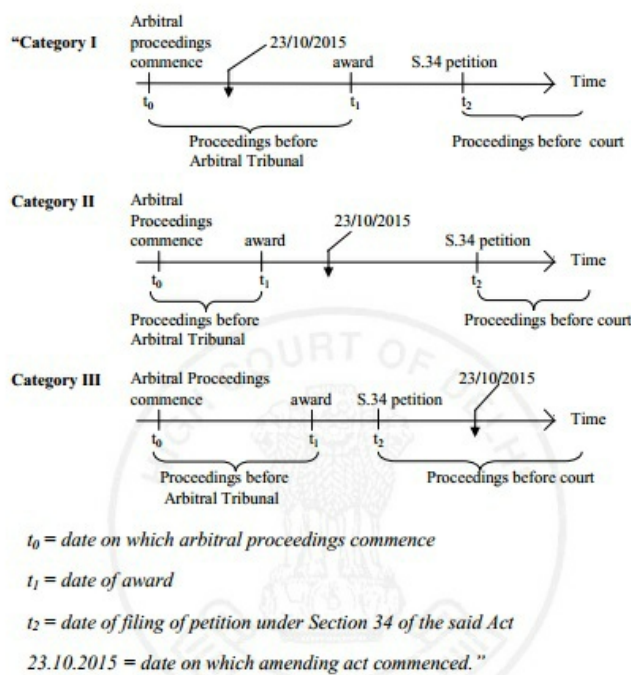 Arbitral
"Category I proceedings 23/10/2015
commence award S.34 petition
Time
t0 t1 t2
Proceedings before Proceedings before court
Arbitral Tribunal
Category II Arbitral
Proceedings 23/10/2015
commence award S.34 petition
Time
t0 t1 t2
Proceedings before Proceedings before court
Arbitral Tribunal
HIGH COURT OF DELHI
Category III Arbitral Proceedings 23/10/2015
commence award S.34 petition
Time
t0 t1 t2
Proceedings before Proceedings before court
Arbitral Tribunal
t0 = date on which arbitral proceedings commence
t1 = date of award
t2 = date of filing of petition under Section 34 of the said Act
23.10.2015 = date on which amending act commenced."